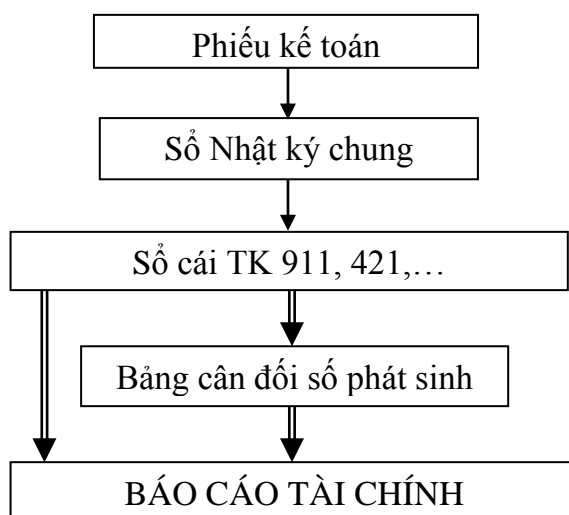 Phiếu kế toán
Sổ Nhật ký chung
Sổ cái TK 911, 421,…
Bảng cân đối số phát sinh
BÁO CÁO TÀI CHÍNH